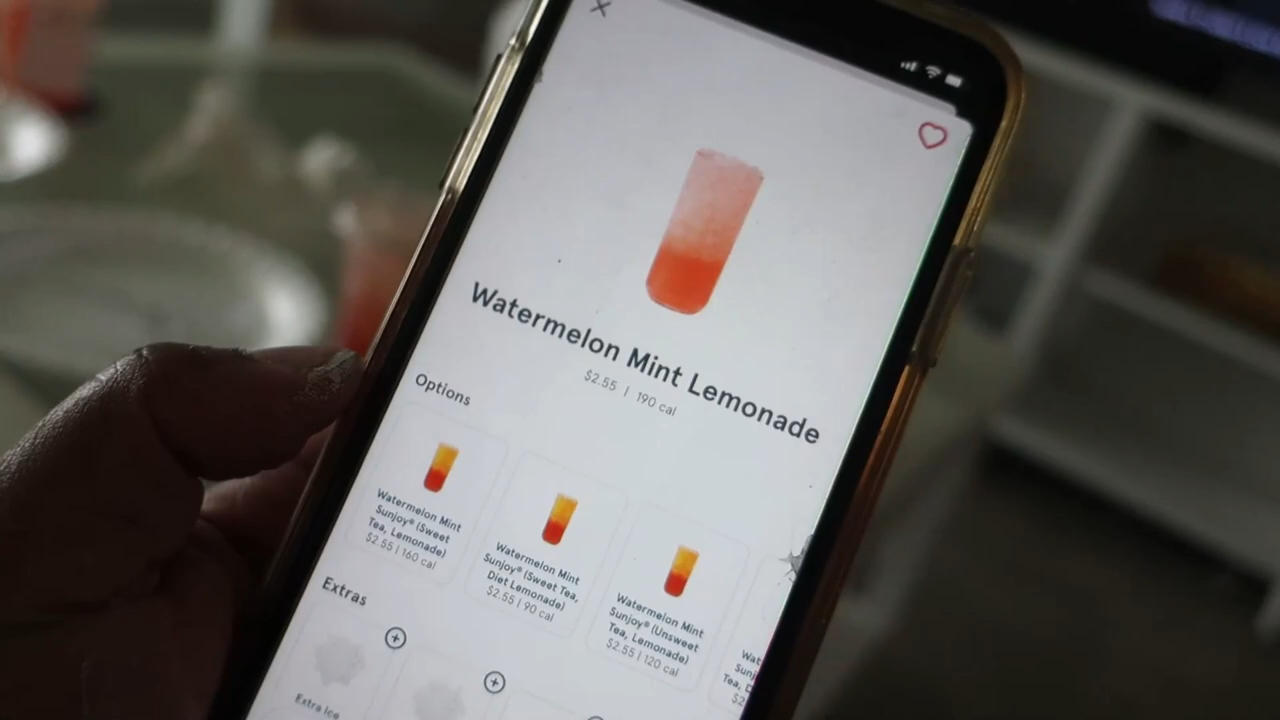 Watermelon Mint Lemonade
$2.55 | 190 cal
Options
Watermelon Mint
Sunjoy® (Sweet
Tea, Lemonade)
$2.55 | 160 cal
Watermelon Mint
Sunjoy® (Sweet Tea,
Diet Lemonade)
$2.55 | 90 cal
Watermelon Mint
Sunjoy® (Unsweet
Tea, Lemonade)
$2.55 | 120 cal
Extras
Extra Ice